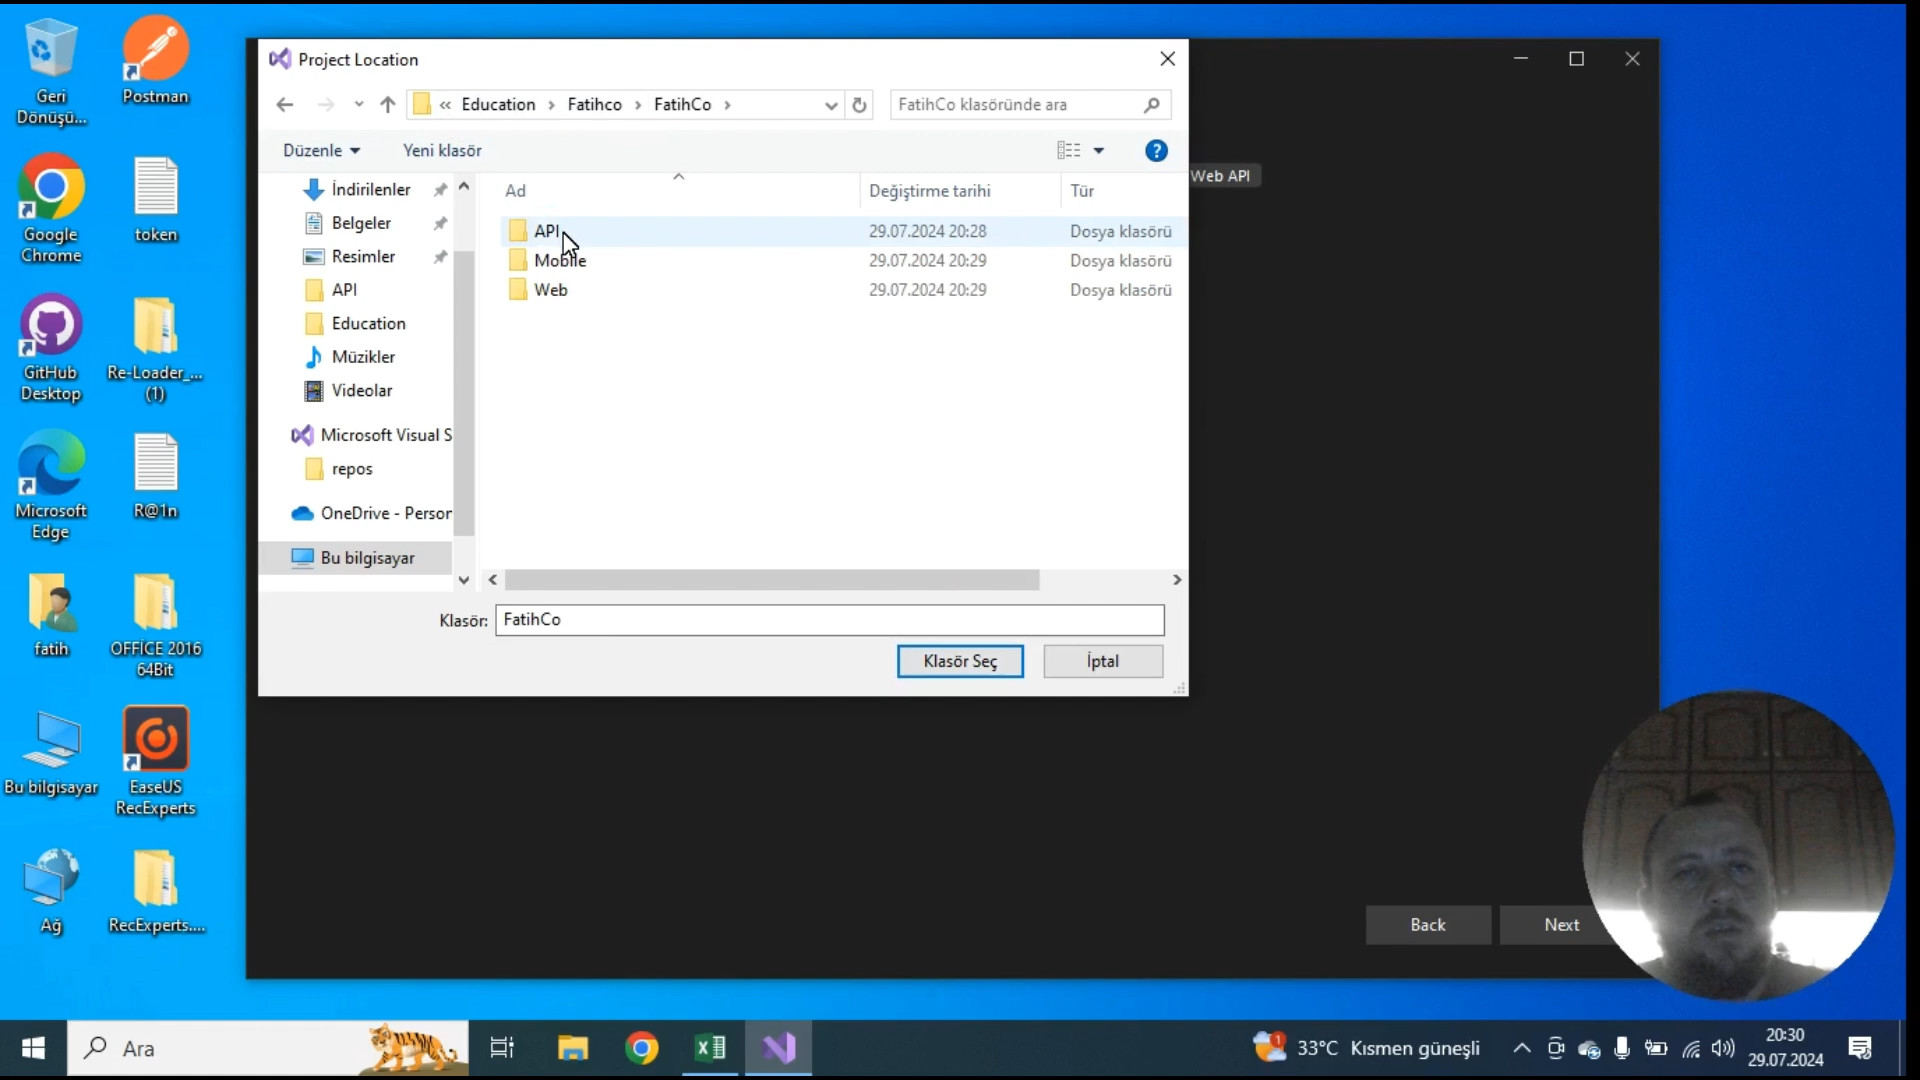 Geri
Dönüşü...
Postman
Google
Chrome
token
GitHub
Desktop
Re-Loader_...
(1)
Microsoft
Edge
R@1n
fatih
OFFİCE 2016
64Bit
Bu bilgisayar
EaseUS
RecExperts
Ağ
RecExperts....
Project Location
« Education > Fatihco > FatihCo >
FatihCo klasöründe ara
Düzenle
Yeni klasör
İndirilenler
Belgeler
Resimler
API
Education
Müzikler
Videolar
Microsoft Visual S
repos
OneDrive - Person
Bu bilgisayar
Ad Değiştirme tarihi Tür
API 29.07.2024 20:28 Dosya klasörü
Mobile 29.07.2024 20:29 Dosya klasörü
Web 29.07.2024 20:29 Dosya klasörü
Klasör: FatihCo
Klasör Seç
İptal
Web API
Back
Next
Ara
33°C Kısmen güneşli
20:30
29.07.2024